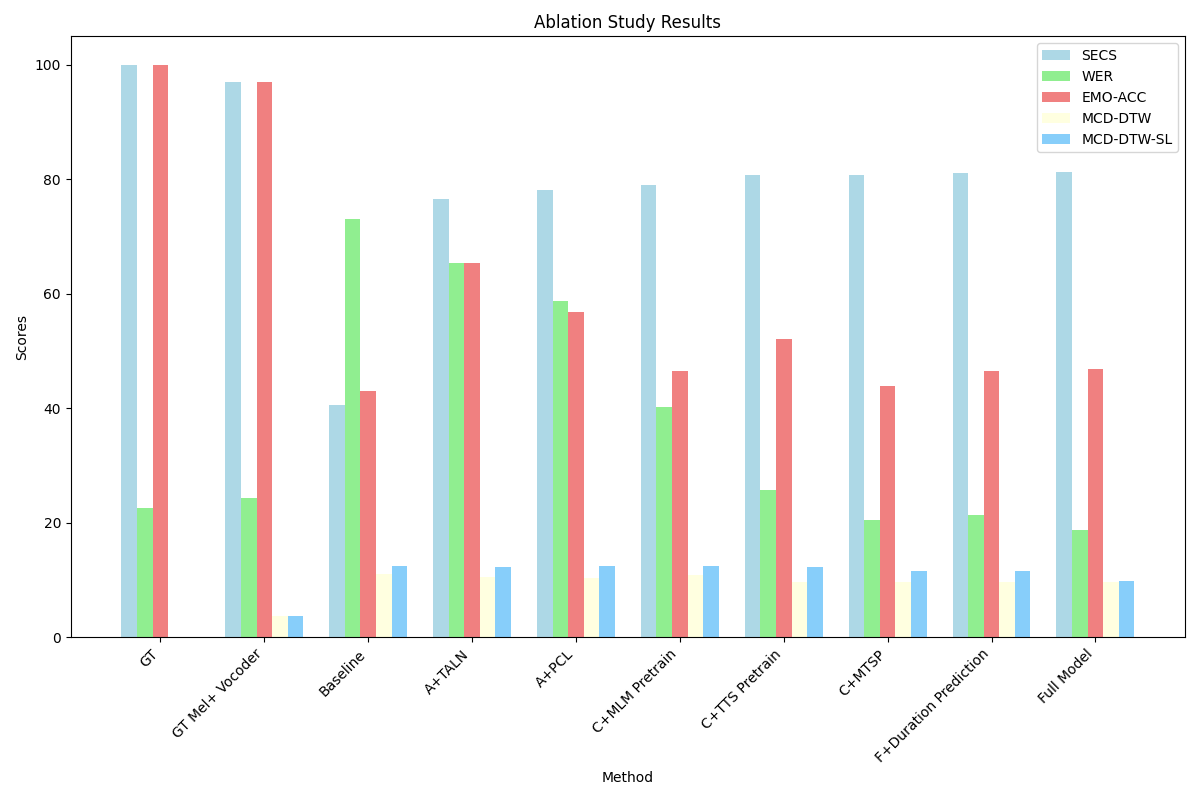 Ablation Study Results
SECS
WER
EMO-ACC
MCD-DTW
MCD-DTW-SL
100
80
60
40
20
0
Scores
GT
GT Mel+ Vocoder
Baseline
A+TALN
A+PCL
C+MLM Pretrain
C+TTS Pretrain
C+MTSP
F+Duration Prediction
Full Model
Method